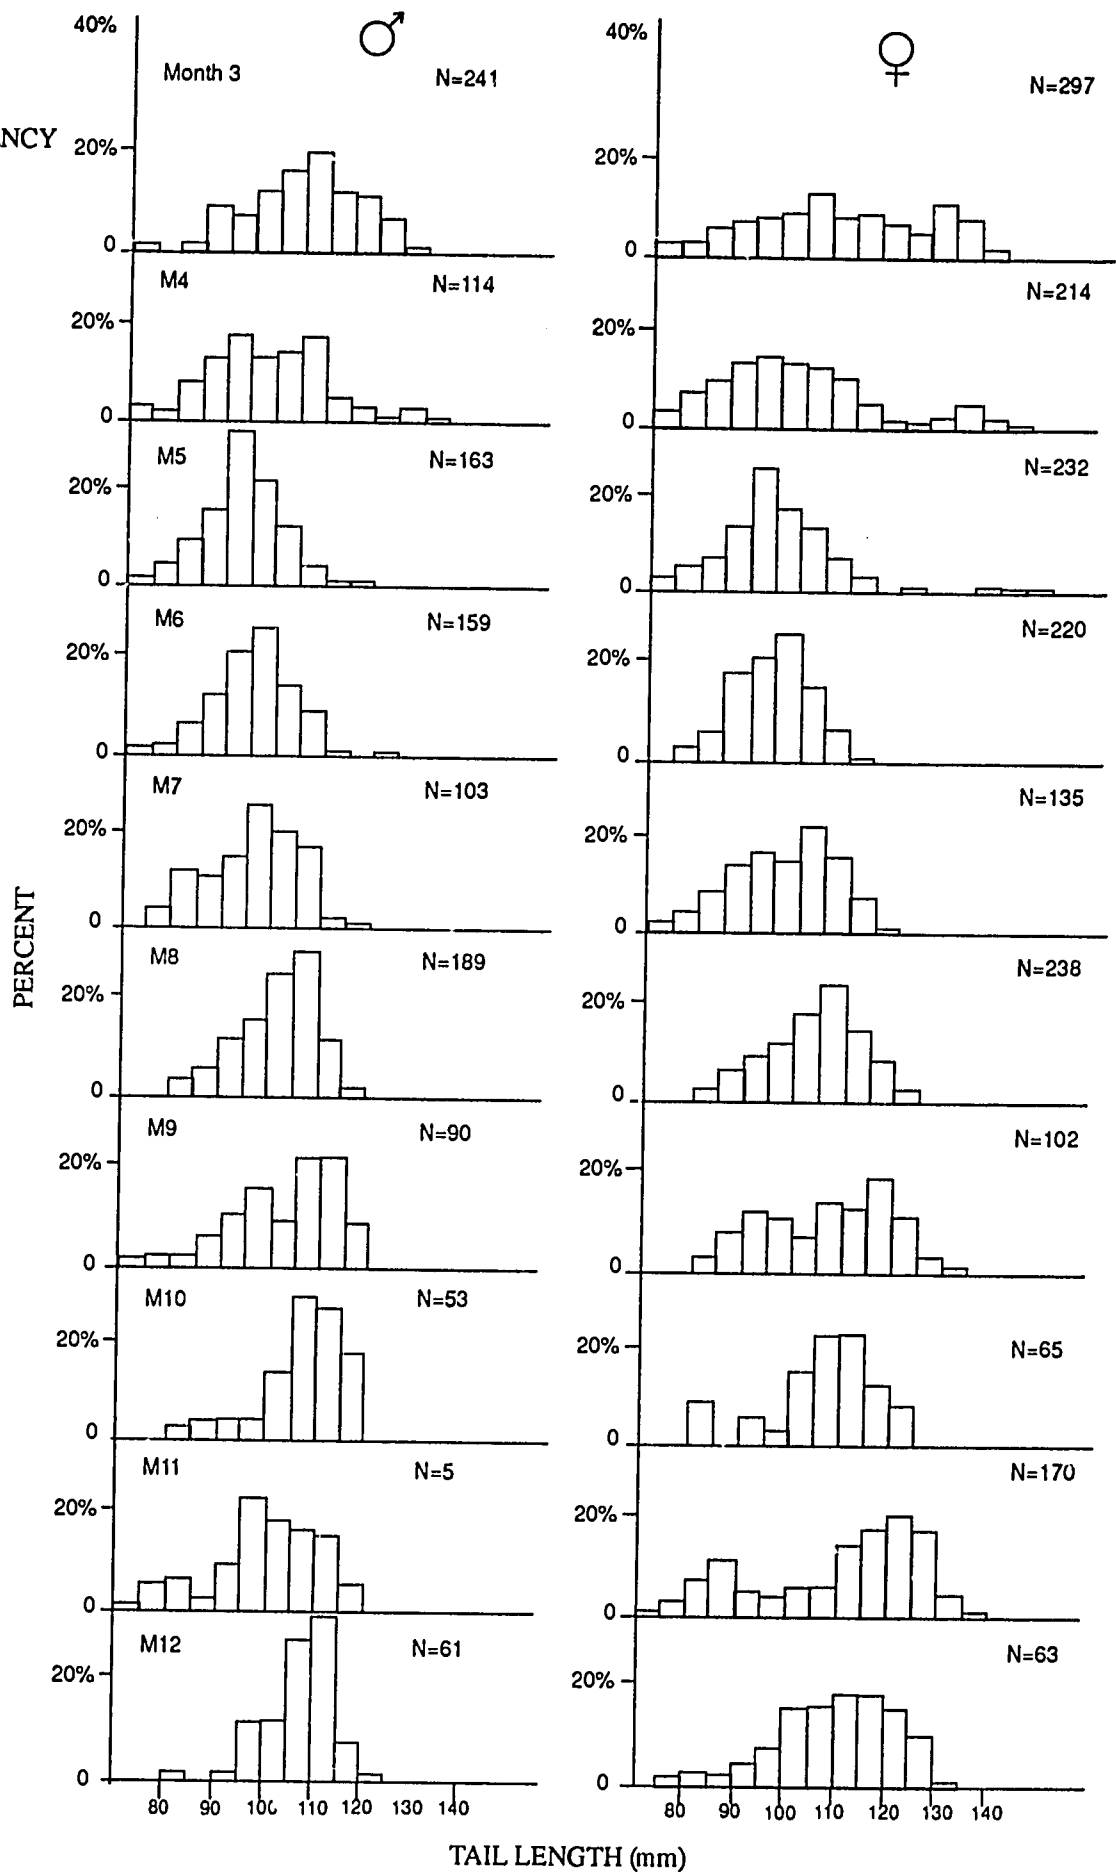 40% ♂ 40% ♀
Month 3 N=241 N=297
NCY 20% 20%
0 0
M4 N=114 N=214
20% 20%
0 0
M5 N=163 N=232
20% 20%
0 0
M6 N=159 N=220
20% 20%
0 0
M7 N=103 N=135
20% 20%
0 0
PERCENT
M8 N=189 N=238
20% 20%
0 0
M9 N=90 N=102
20% 20%
0 0
M10 N=53 N=65
20% 20%
0 0
M11 N=5 N=170
20% 20%
0 0
M12 N=61 N=63
20% 20%
0 0
80 90 100 110 120 130 140 80 90 100 110 120 130 140
TAIL LENGTH (mm)